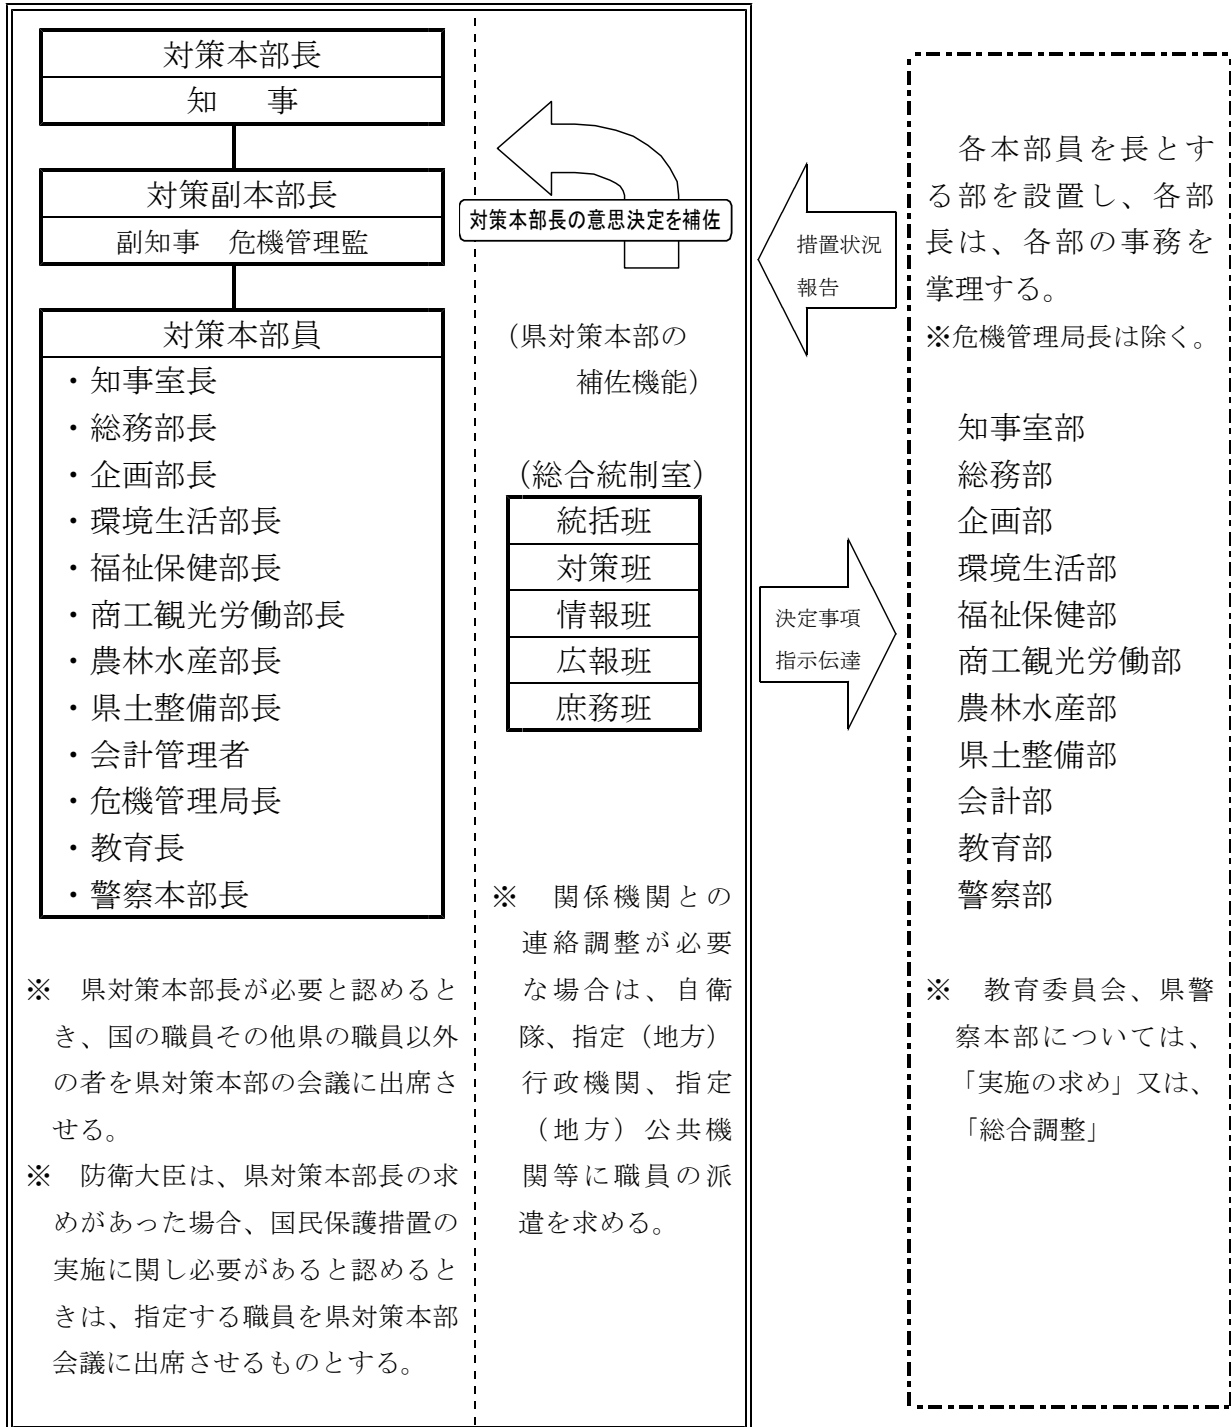 対策本部長
知　事
対策副本部長
副知事　危機管理監
対策本部員
・知事室長
・総務部長
・企画部長
・環境生活部長
・福祉保健部長
・商工観光労働部長
・農林水産部長
・県土整備部長
・会計管理者
・危機管理局長
・教育長
・警察本部長
※　県対策本部長が必要と認めると
き、国の職員その他県の職員以外
の者を県対策本部の会議に出席さ
せる。
※　防衛大臣は、県対策本部長の求
めがあった場合、国民保護措置の
実施に関し必要があると認めると
きは、指定する職員を県対策本部
会議に出席させるものとする。
対策本部長の意思決定を補佐
（県対策本部の
補佐機能）
（総合統制室）
統括班
対策班
情報班
広報班
庶務班
※　関係機関との
連絡調整が必要
な場合は、自衛
隊、指定（地方）
行政機関、指定
（地方）公共機
関等に職員の派
遣を求める。
措置状況
報告
決定事項
指示伝達
各本部員を長とす
る部を設置し、各部
長は、各部の事務を
掌理する。
※危機管理局長は除く。
知事室部
総務部
企画部
環境生活部
福祉保健部
商工観光労働部
農林水産部
県土整備部
会計部
教育部
警察部
※　教育委員会、県警
察本部については、
「実施の求め」又は、
「総合調整」